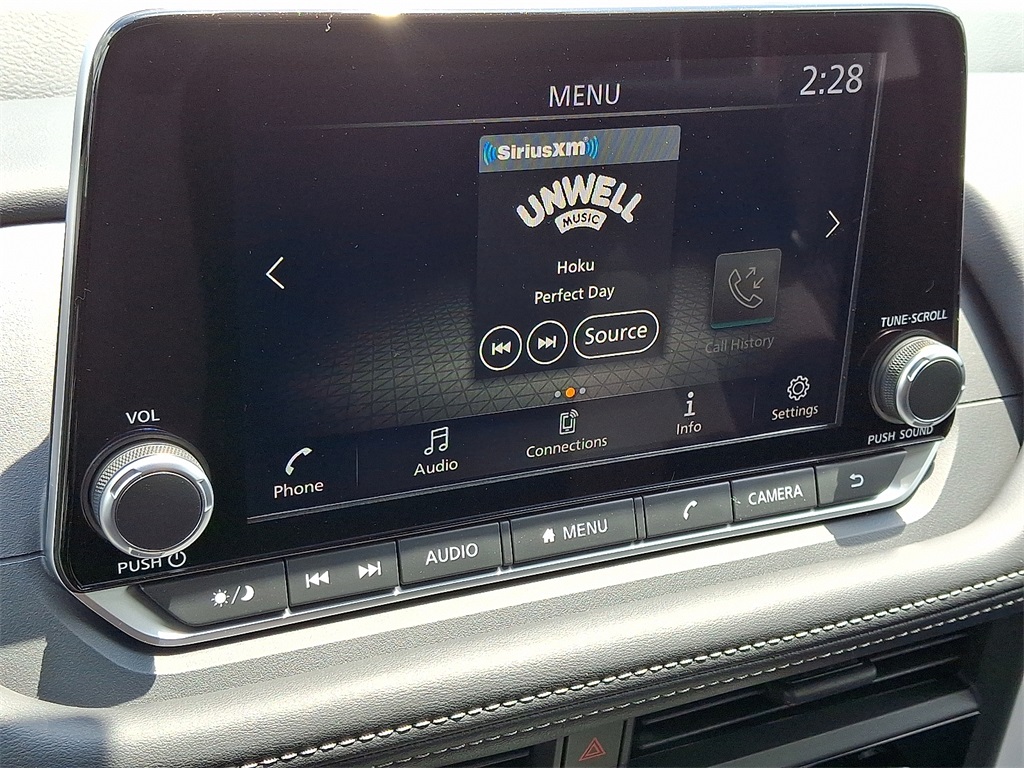 MENU
2:28
SiriusXm
UNWELL
MUSIC
Hoku
Perfect Day
Source
Call History
TUNE·SCROLL
PUSH SOUND
VOL
PUSH
Phone
Audio
Connections
Info
Settings
AUDIO
MENU
CAMERA